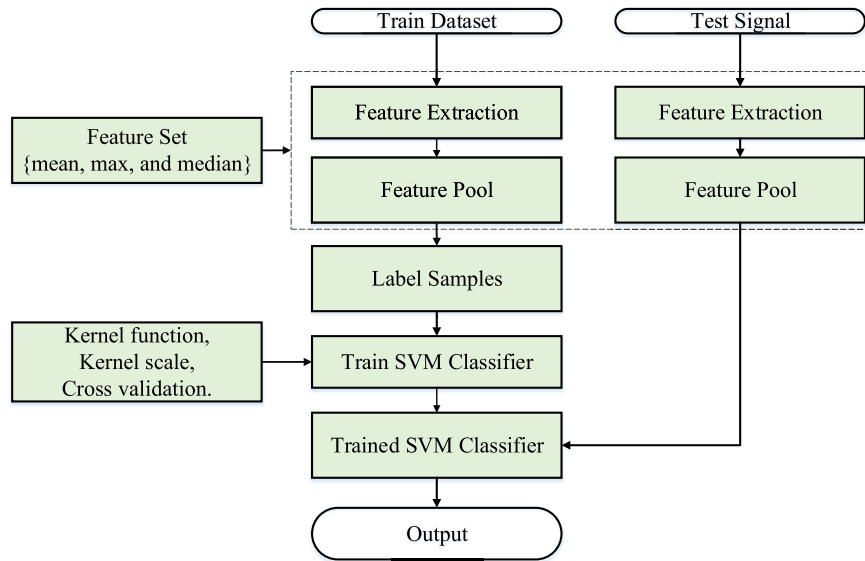 Train Dataset
Test Signal
Feature Extraction
Feature Extraction
Feature Set
{mean, max, and median}
Feature Pool
Feature Pool
Label Samples
Kernel function,
Kernel scale,
Cross validation.
Train SVM Classifier
Trained SVM Classifier
Output